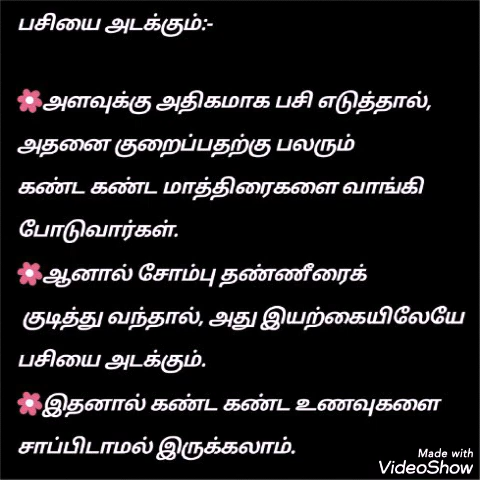 பசியை அடக்கும்:-
🌸அளவுக்கு அதிகமாக பசி எடுத்தால்,
அதனை குறைப்பதற்கு பலரும்
கண்ட கண்ட மாத்திரைகளை வாங்கி
போடுவார்கள்.
🌸ஆனால் சோம்பு தண்ணீரைக்
குடித்து வந்தால், அது இயற்கையிலேயே
பசியை அடக்கும்.
🌸இதனால் கண்ட கண்ட உணவுகளை
சாப்பிடாமல் இருக்கலாம்.
Made with
VideoShow